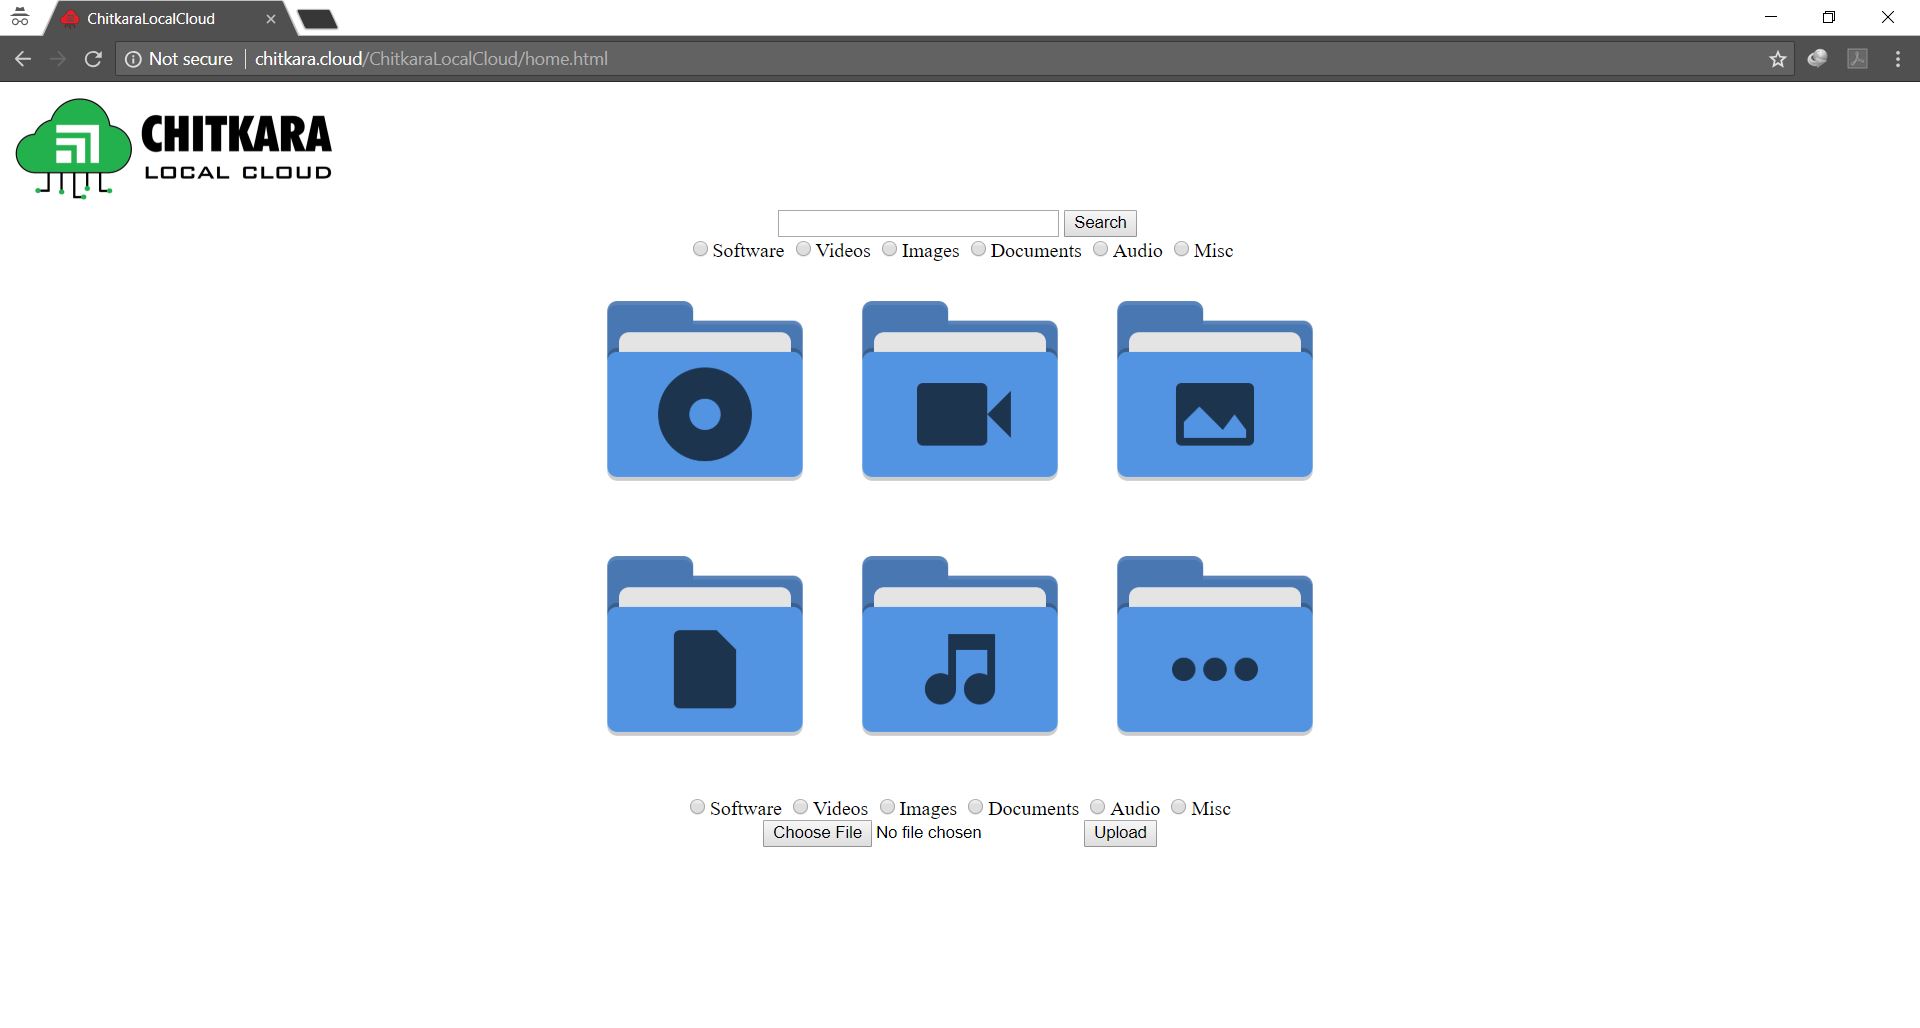 ChitkaraLocalCloud
Not secure chitkara.cloud/ChitkaraLocalCloud/home.html
CHITKARA
LOCAL CLOUD
Search
Software Videos Images Documents Audio Misc
Software Videos Images Documents Audio Misc
Choose File No file chosen Upload